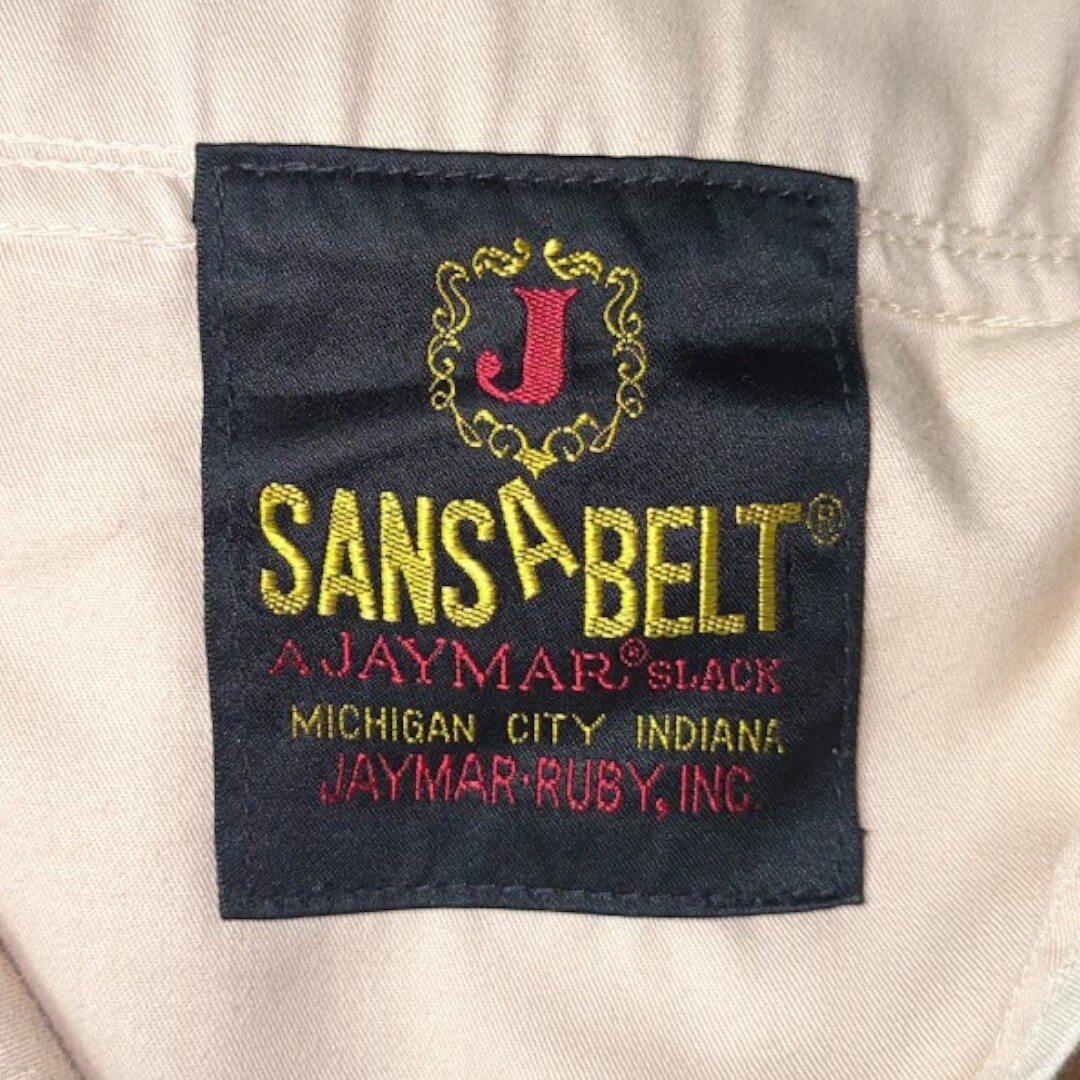 J
SANSABELT®
A JAYMAR® SLACK
MICHIGAN CITY INDIANA
JAYMAR·RUBY, INC.